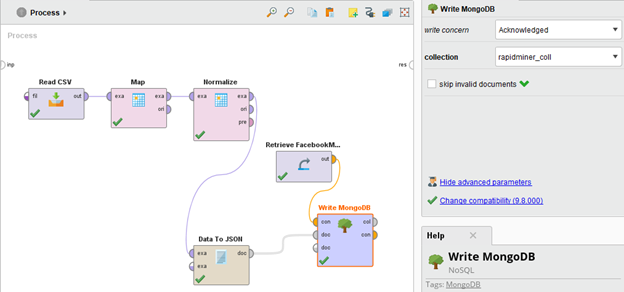 Process
Process
inp
res
Read CSV
fil
out
Map
exa
exa
ori
Normalize
exa
exa
ori
pre
Retrieve FacebookM...
out
Write MongoDB
con
col
doc
con
doc
Data To JSON
exa
doc
exa
Write MongoDB
write concern
Acknowledged
collection
rapidminer_coll
skip invalid documents
Hide advanced parameters
Change compatibility (9.8.000)
Help
Write MongoDB
NoSQL
Tags: MongoDB